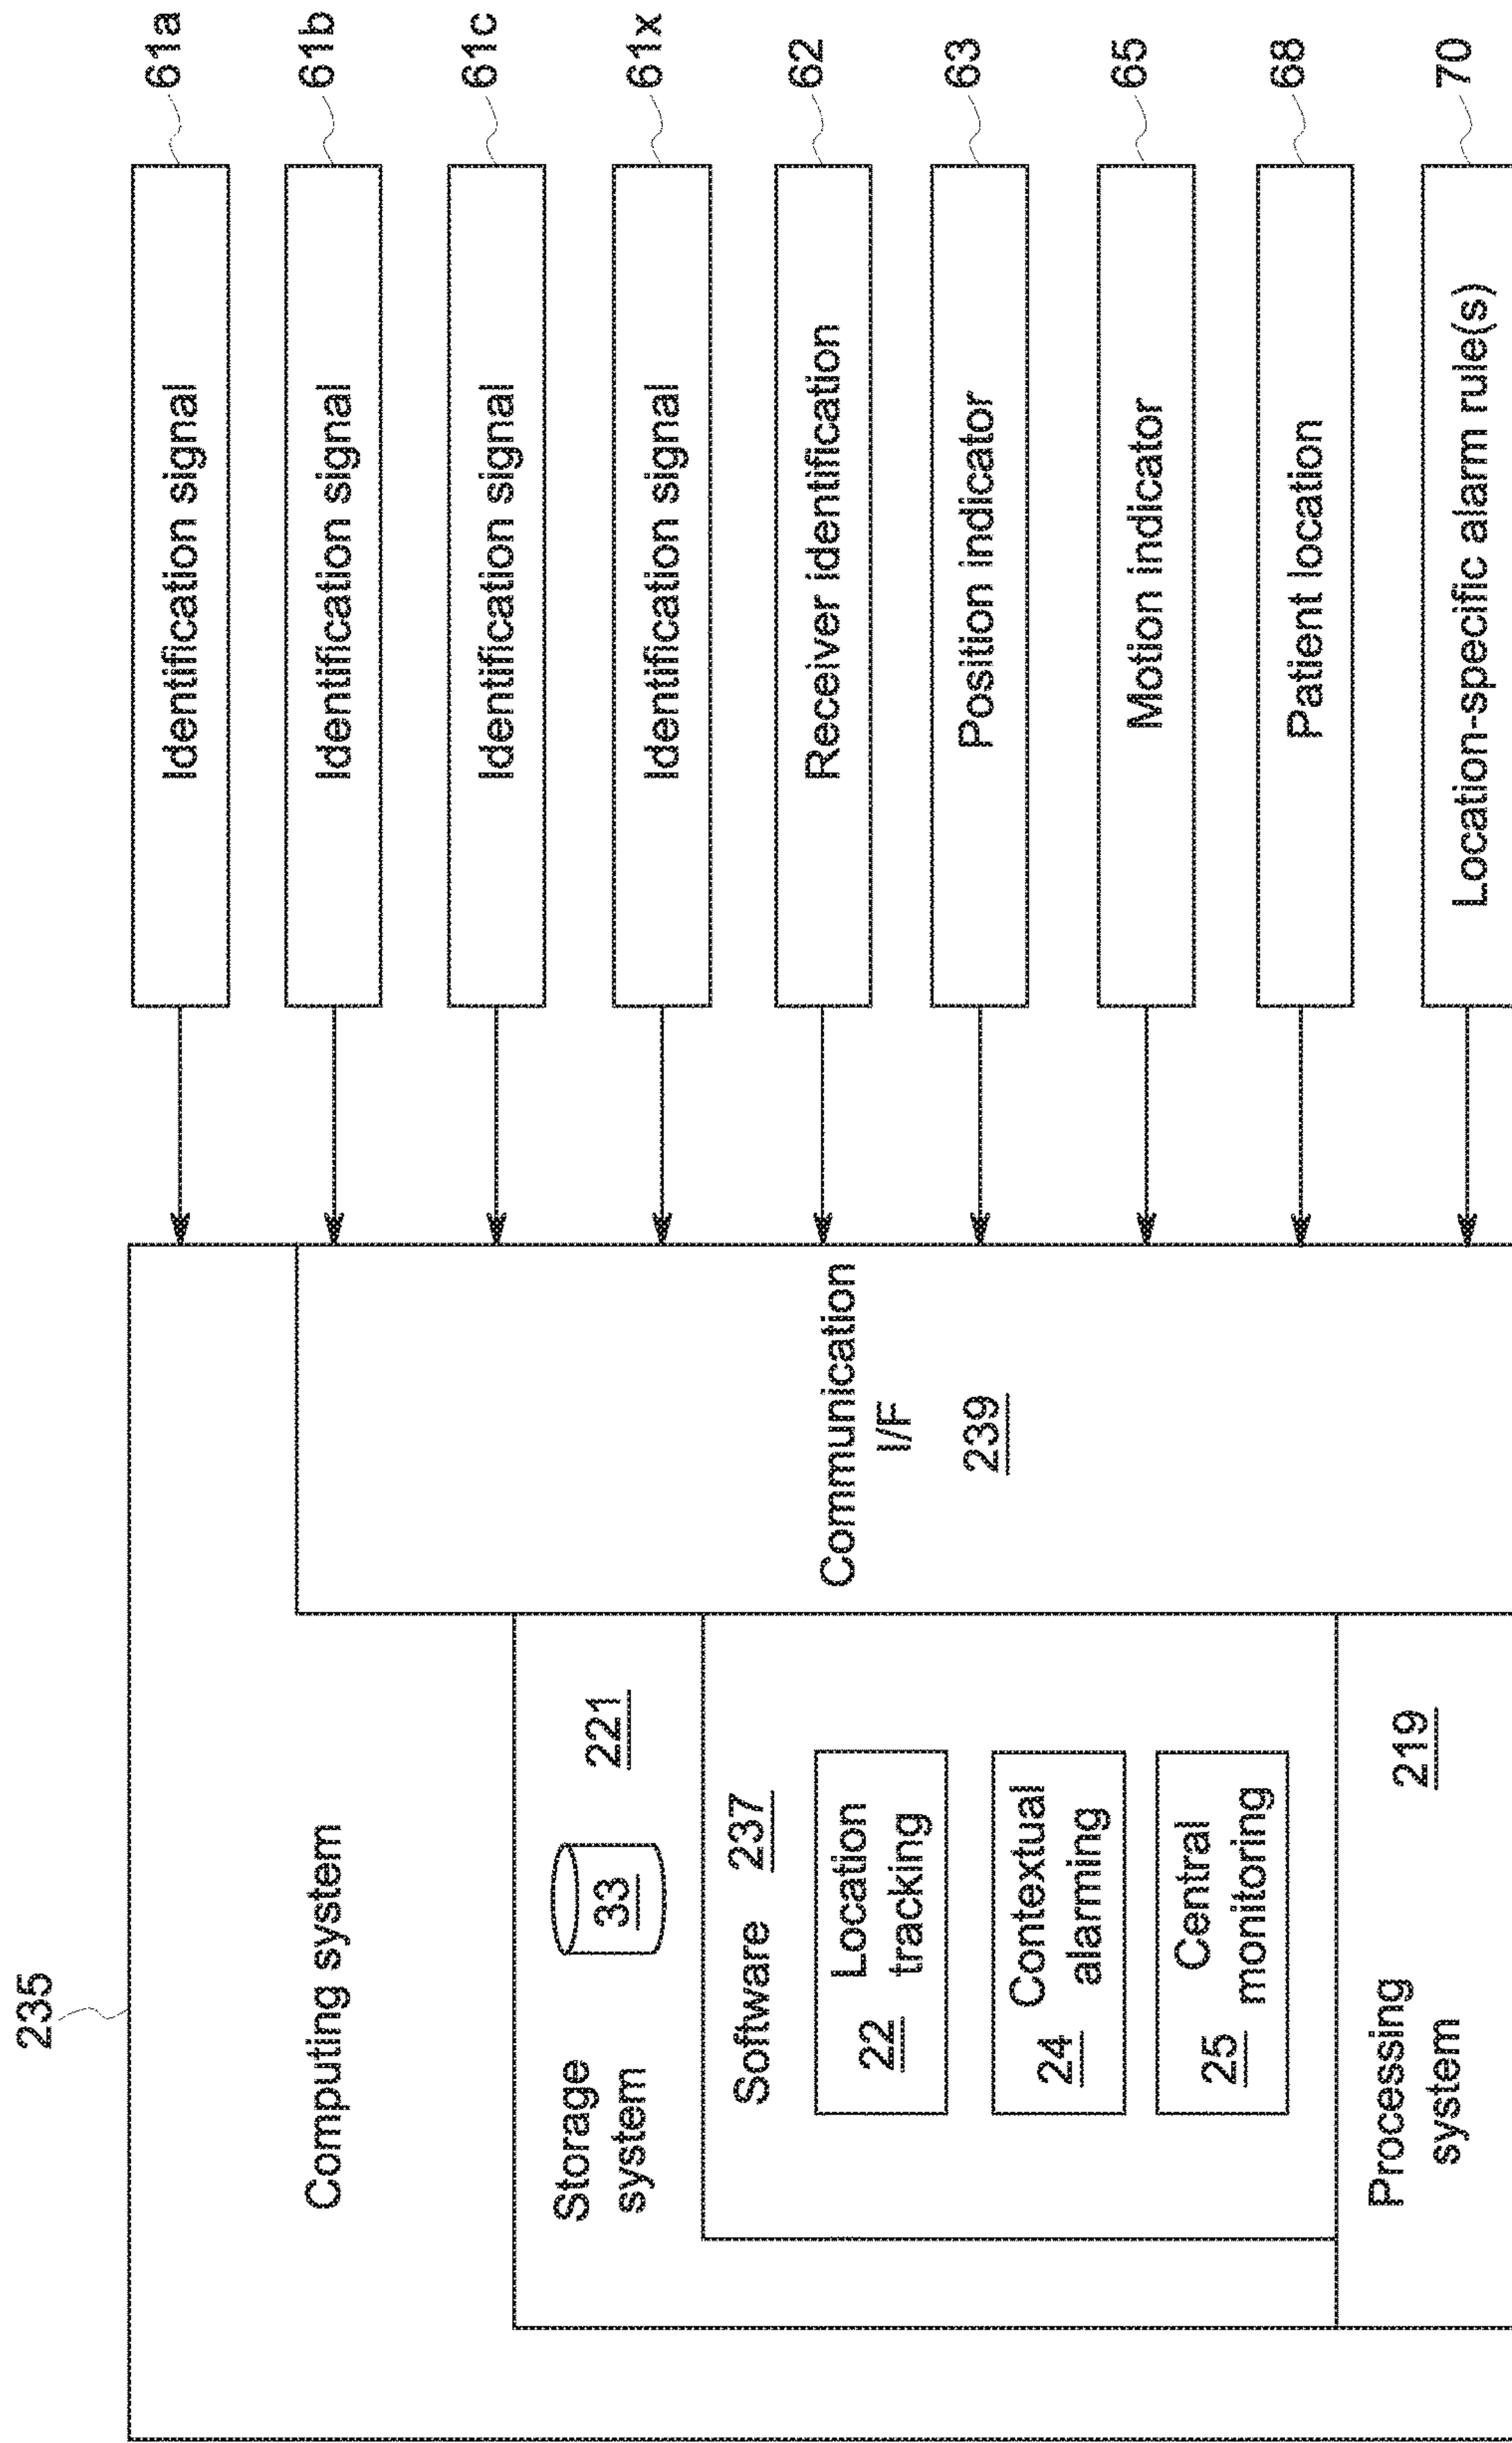 235
Computing system
Storage
system
33
221
Software 237
22
Location
tracking
24
Contextual
alarming
25
Central
monitoring
Processing
system
219
Communication
I/F
239
Identification signal
61a
Identification signal
61b
Identification signal
61c
Identification signal
61x
Receiver identification
62
Position indicator
63
Motion indicator
65
Patient location
68
Location-specific alarm rule(s)
70